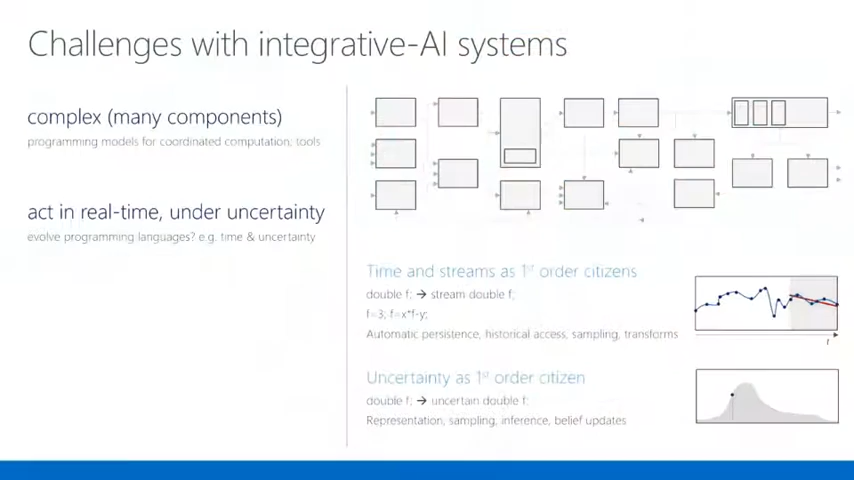 Challenges with integrative-AI systems
complex (many components)
programming models for coordinated computation; tools
act in real-time, under uncertainty
evolve programming languages? e.g. time & uncertainty
Time and streams as 1st order citizens
double f; → stream double f;
f=3; f=x*f-y;
Automatic persistence, historical access, sampling, transforms
t
Uncertainty as 1st order citizen
double f; → uncertain double f;
Representation, sampling, inference, belief updates